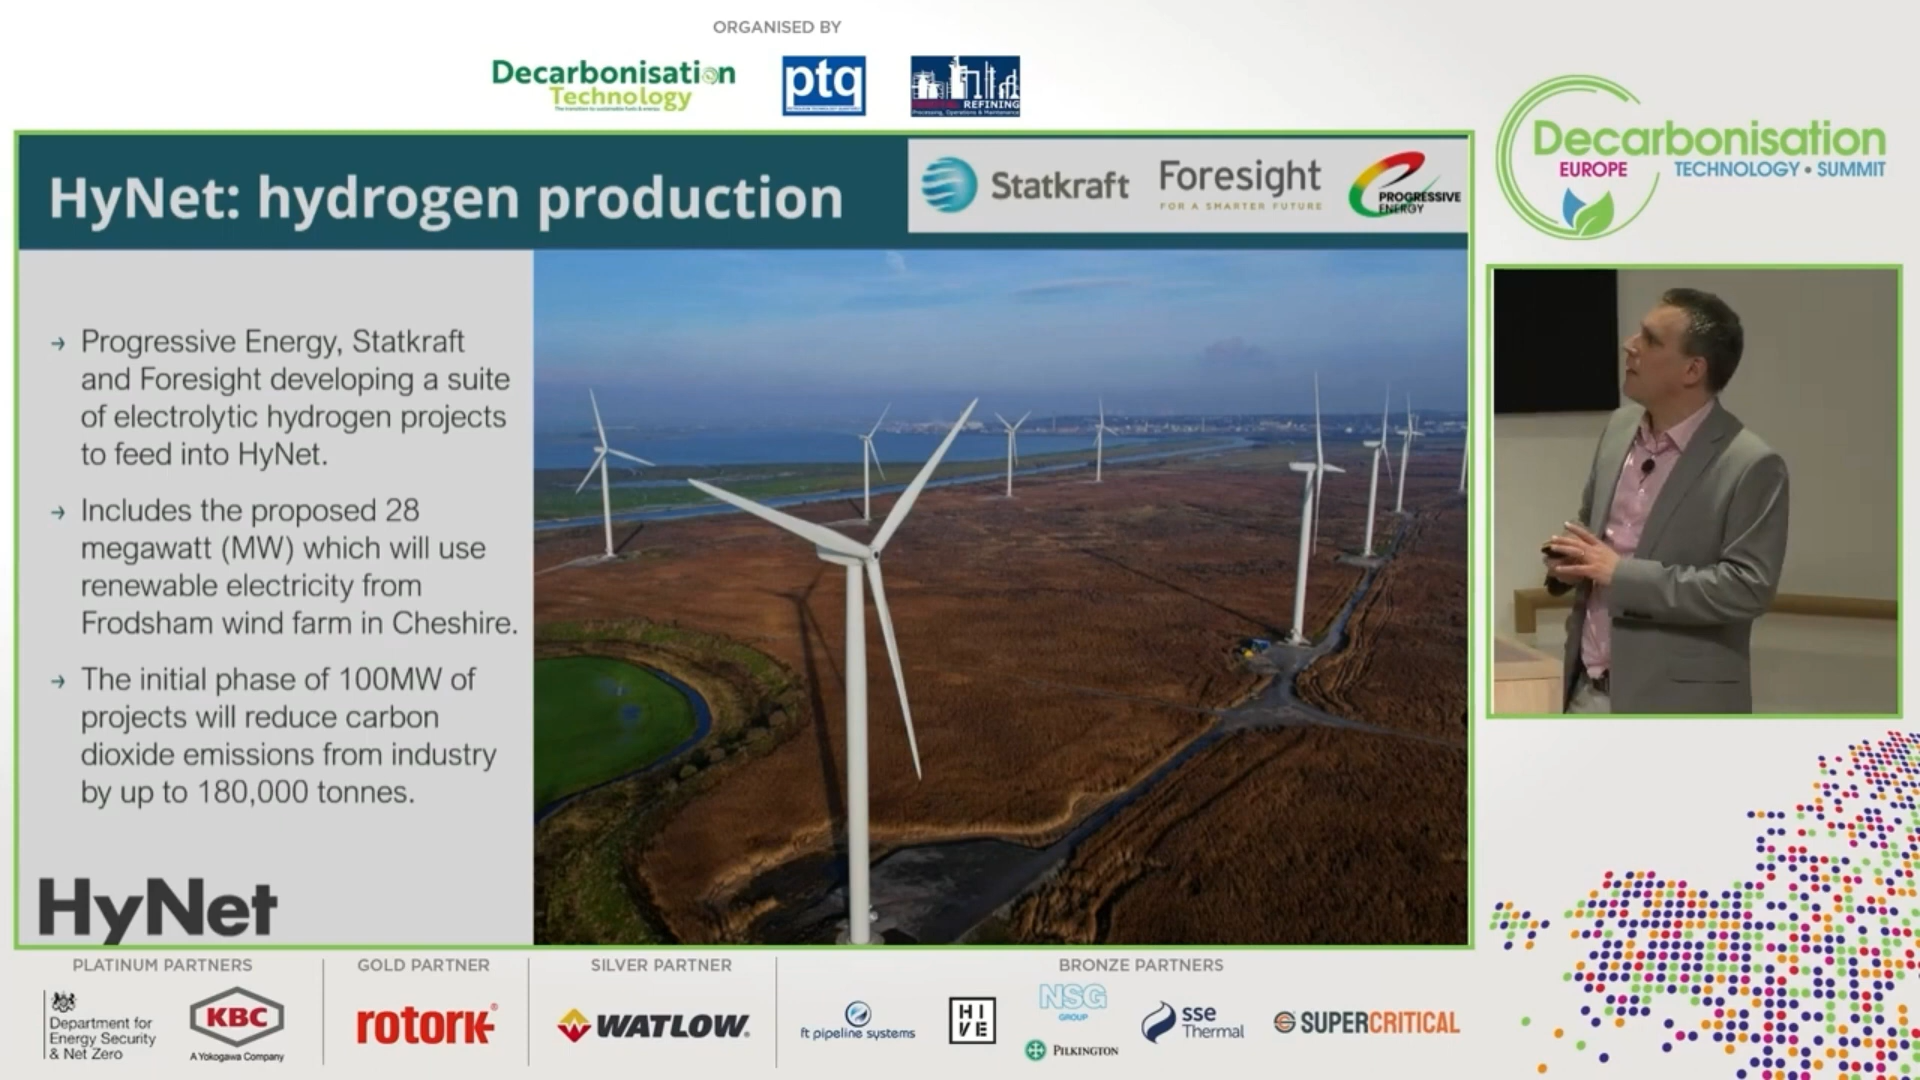 ORGANISED BY
Decarbonisation
Technology
ptq
REFINING
Processing, Operations & Maintenance
HyNet: hydrogen production
Statkraft
Foresight
FOR A SMARTER FUTURE
PROGRESSIVE
ENERGY
Decarbonisation
EUROPE
TECHNOLOGY • SUMMIT
→ Progressive Energy, Statkraft
and Foresight developing a suite
of electrolytic hydrogen projects
to feed into HyNet.
→ Includes the proposed 28
megawatt (MW) which will use
renewable electricity from
Frodsham wind farm in Cheshire.
→ The initial phase of 100MW of
projects will reduce carbon
dioxide emissions from industry
by up to 180,000 tonnes.
HyNet
PLATINUM PARTNERS
GOLD PARTNER
SILVER PARTNER
BRONZE PARTNERS
Department for
Energy Security
& Net Zero
KBC
A Yokogawa Company
rotork®
WATLOW®
ft pipeline systems
HI
VE
NSG
GROUP
PILKINGTON
sse
Thermal
SUPERCRITICAL